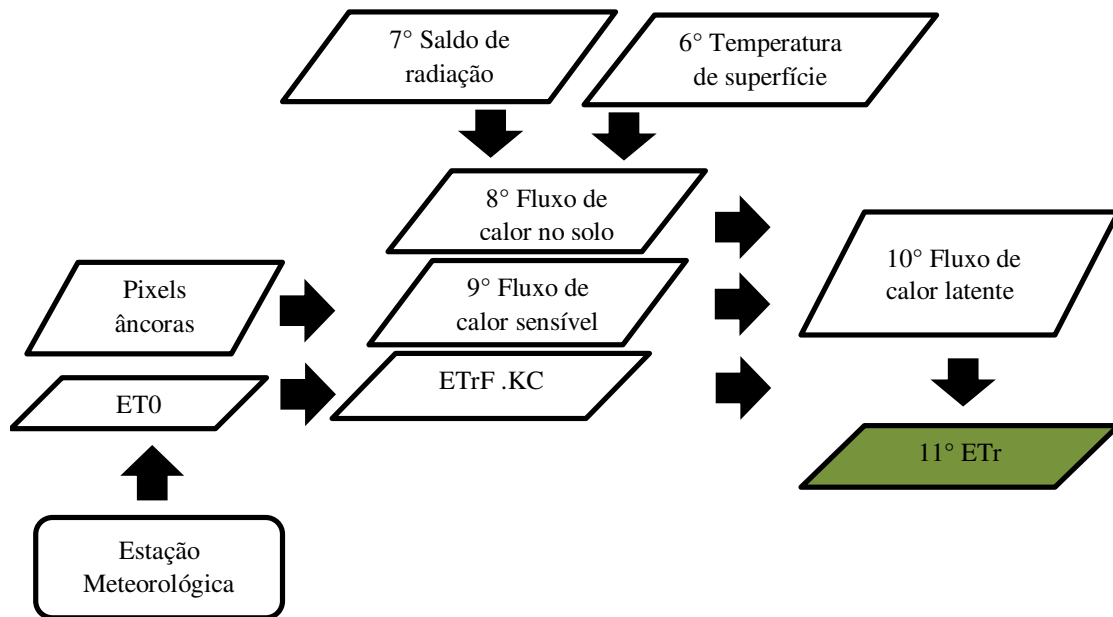 7° Saldo de
radiação
6° Temperatura
de superfície
8° Fluxo de
calor no solo
10° Fluxo de
calor latente
Pixels
âncoras
9° Fluxo de
calor sensível
ETrF .KC
ET0
11° ETr
Estação
Meteorológica